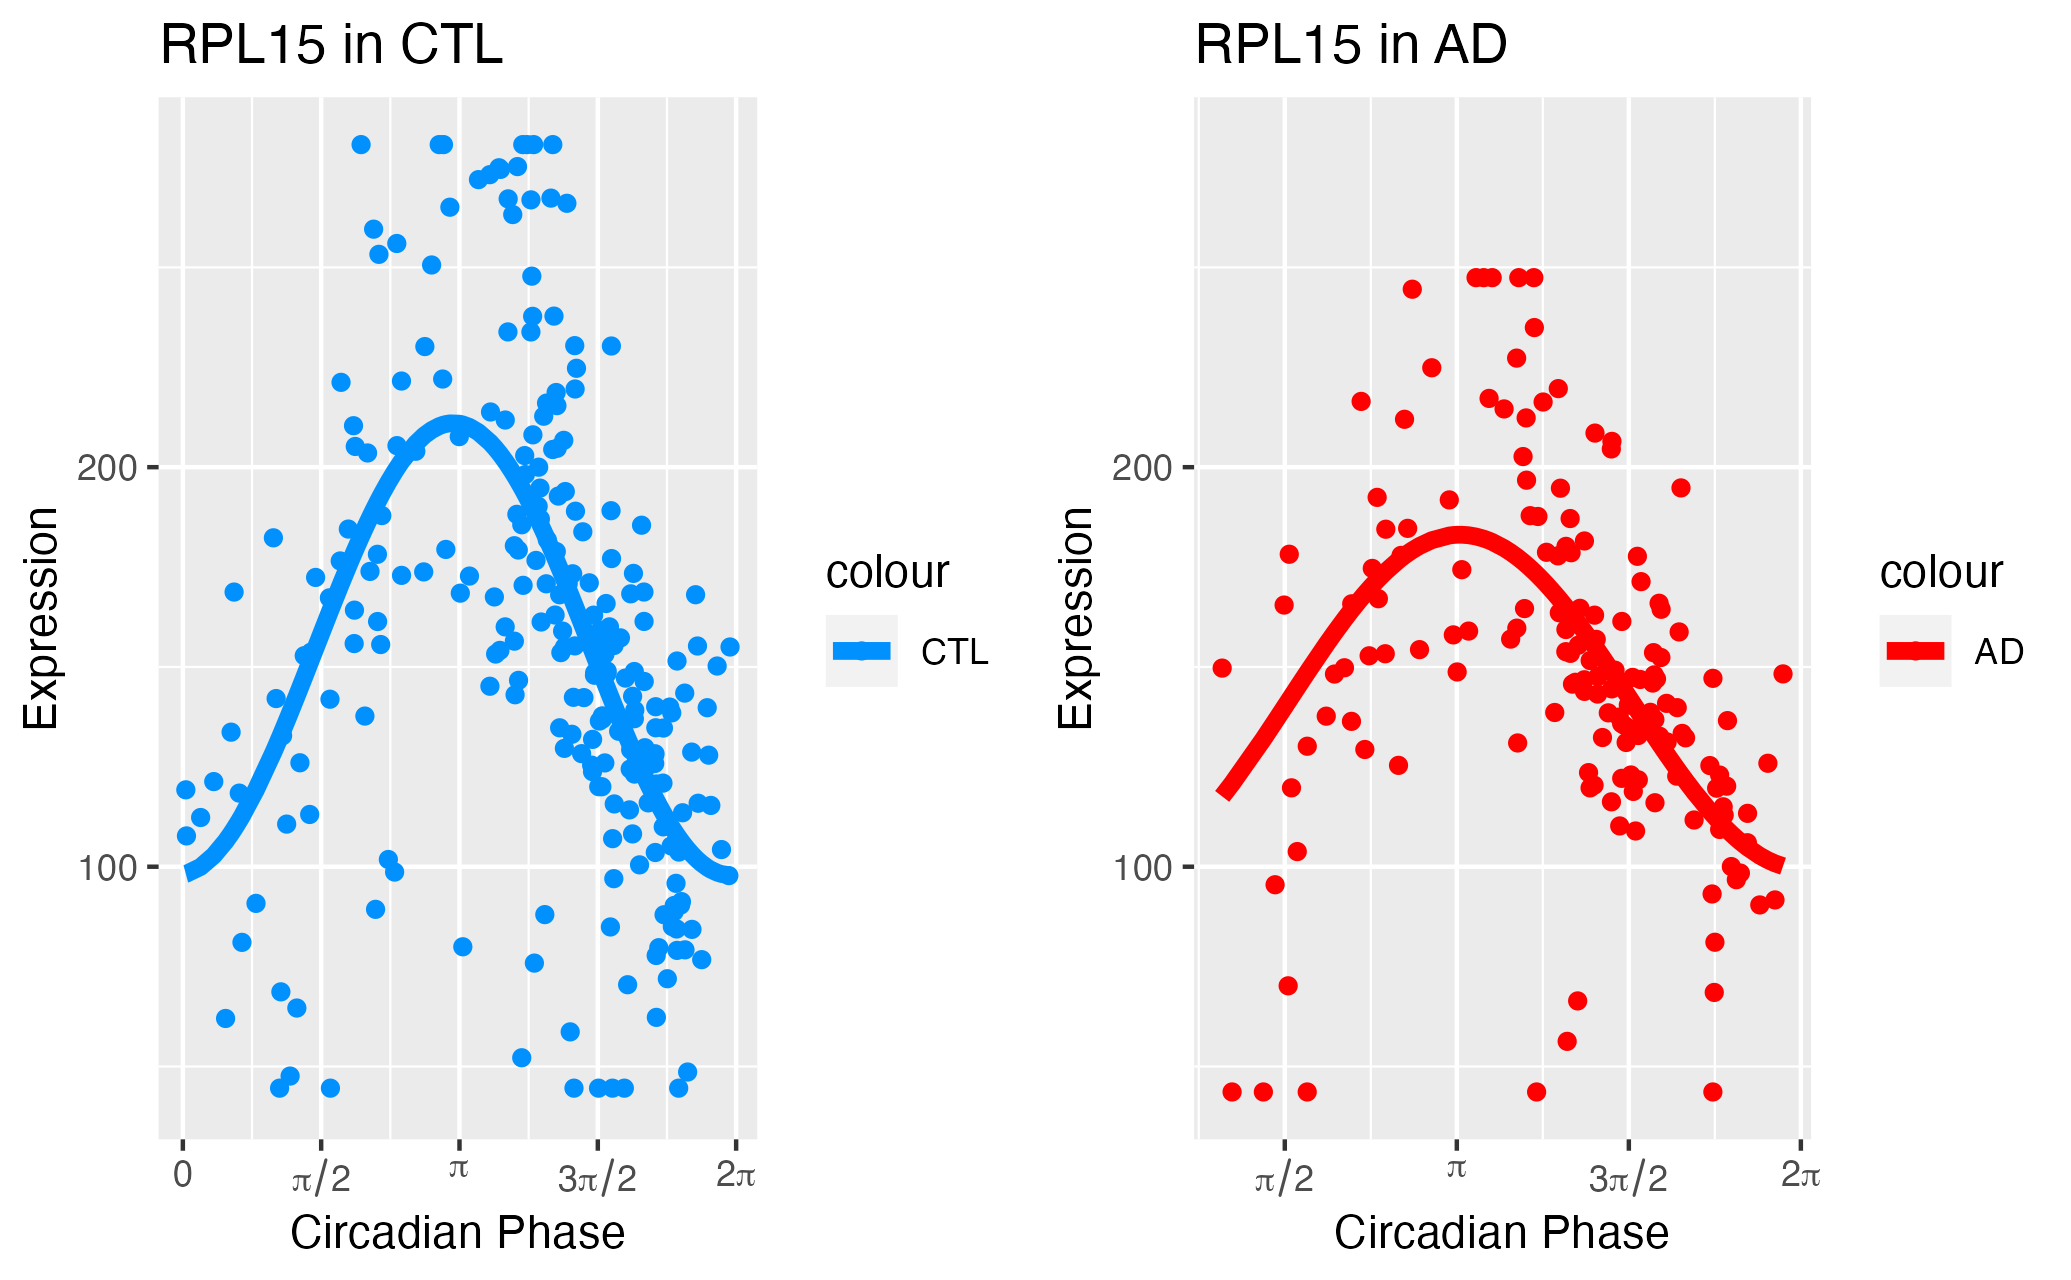 RPL15 in CTL
Expression
200
100
0 π/2 π 3π/2 2π
Circadian Phase
colour
CTL
RPL15 in AD
Expression
200
100
π/2 π 3π/2 2π
Circadian Phase
colour
AD